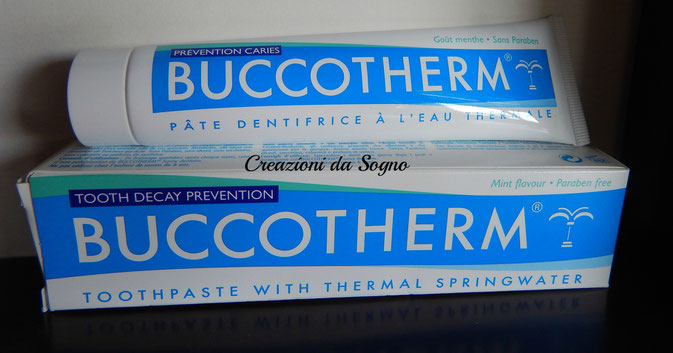 Goût menthe • Sans Paraben
PREVENTION CARIES
BUCCOTHERM®
PÂTE DENTIFRICE À L'EAU THERMALE
Creazioni da Sogno
Mint flavour • Paraben free
TOOTH DECAY PREVENTION
BUCCOTHERM®
TOOTHPASTE WITH THERMAL SPRINGWATER